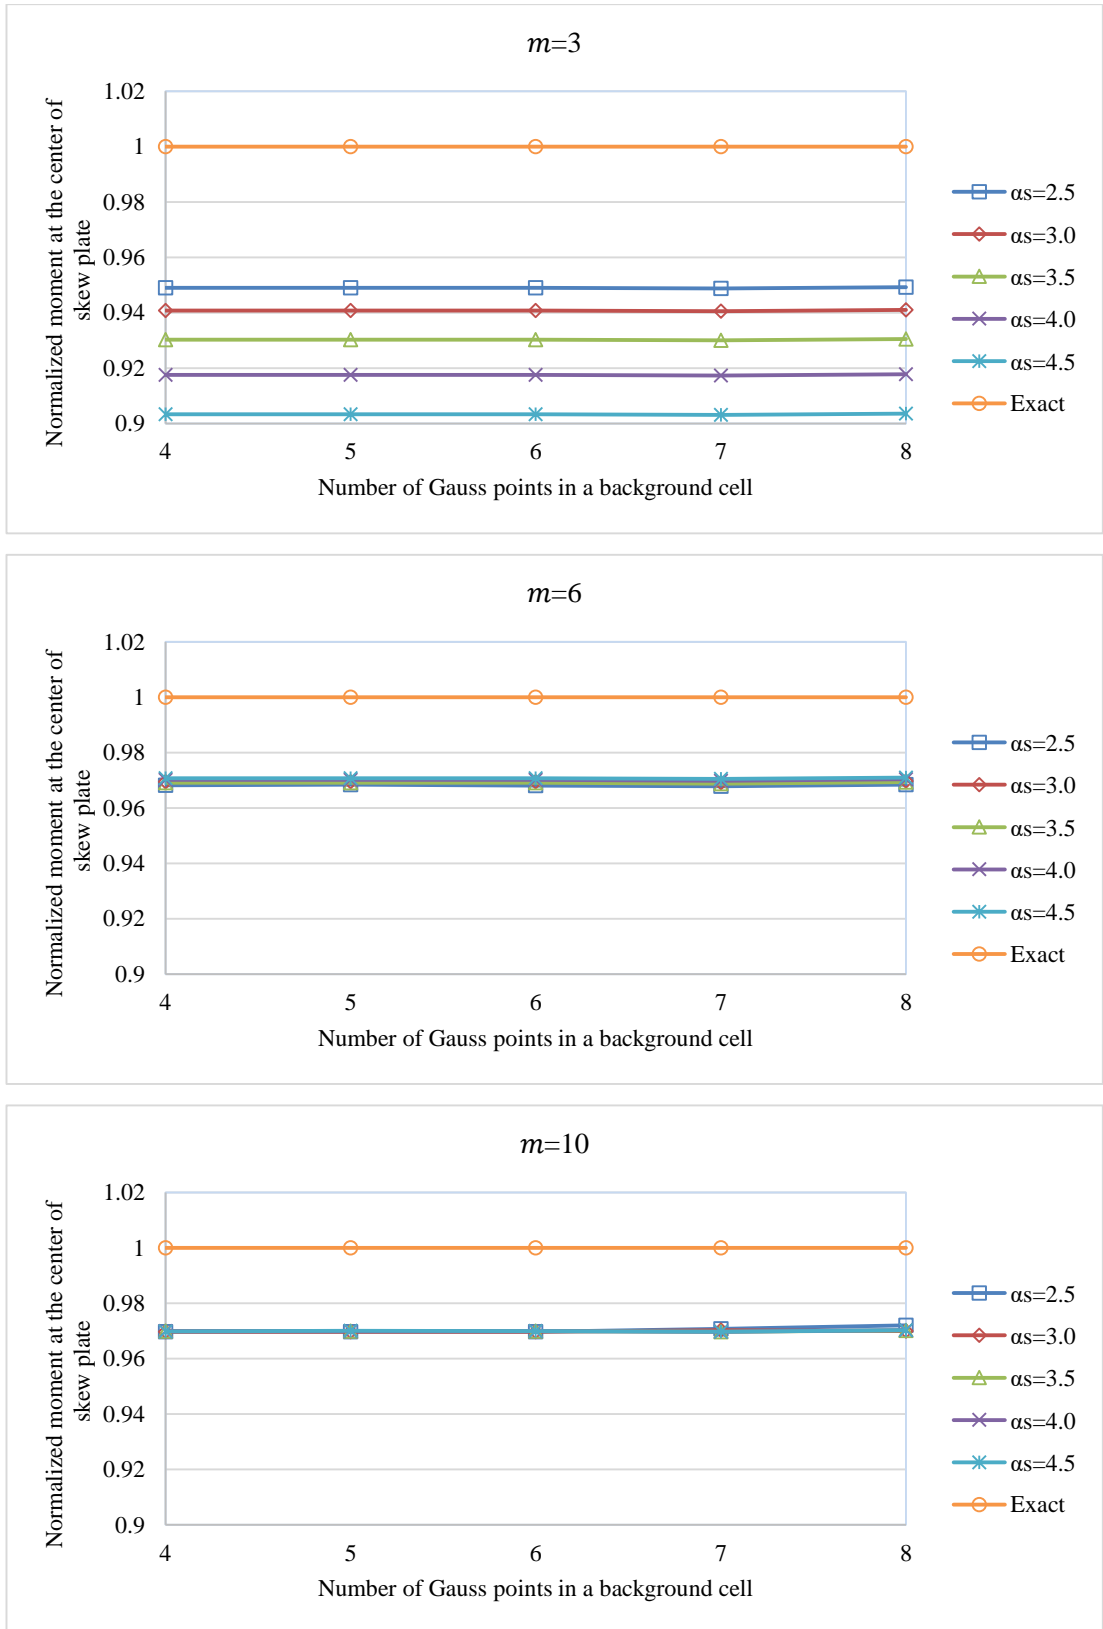 m=3
Normalized moment at the center of
skew plate
1.02
1
0.98
0.96
0.94
0.92
0.9
4 5 6 7 8
Number of Gauss points in a background cell
αs=2.5
αs=3.0
αs=3.5
αs=4.0
αs=4.5
Exact
m=6
Normalized moment at the center of
skew plate
1.02
1
0.98
0.96
0.94
0.92
0.9
4 5 6 7 8
Number of Gauss points in a background cell
αs=2.5
αs=3.0
αs=3.5
αs=4.0
αs=4.5
Exact
m=10
Normalized moment at the center of
skew plate
1.02
1
0.98
0.96
0.94
0.92
0.9
4 5 6 7 8
Number of Gauss points in a background cell
αs=2.5
αs=3.0
αs=3.5
αs=4.0
αs=4.5
Exact